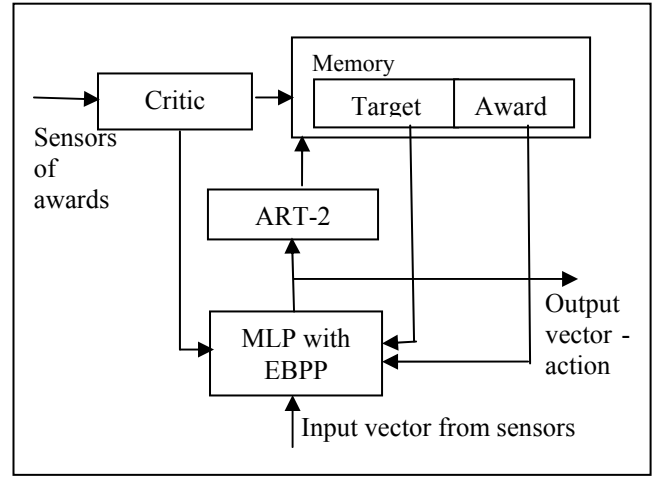 Memory
Critic
Target
Award
Sensors
of
awards
ART-2
Output
vector -
action
MLP with
EBPP
Input vector from sensors